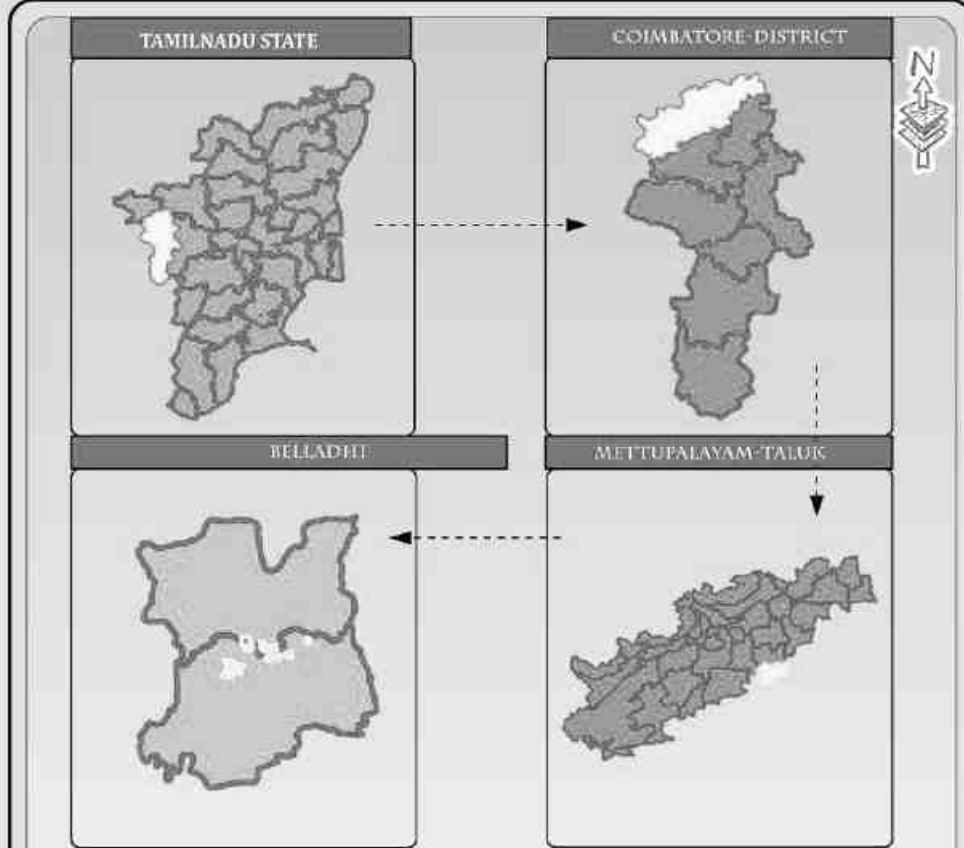 TAMILNADU STATE
COIMBATORE-DISTRICT
N
BELLADHI
METTUPALAYAM-TALUK